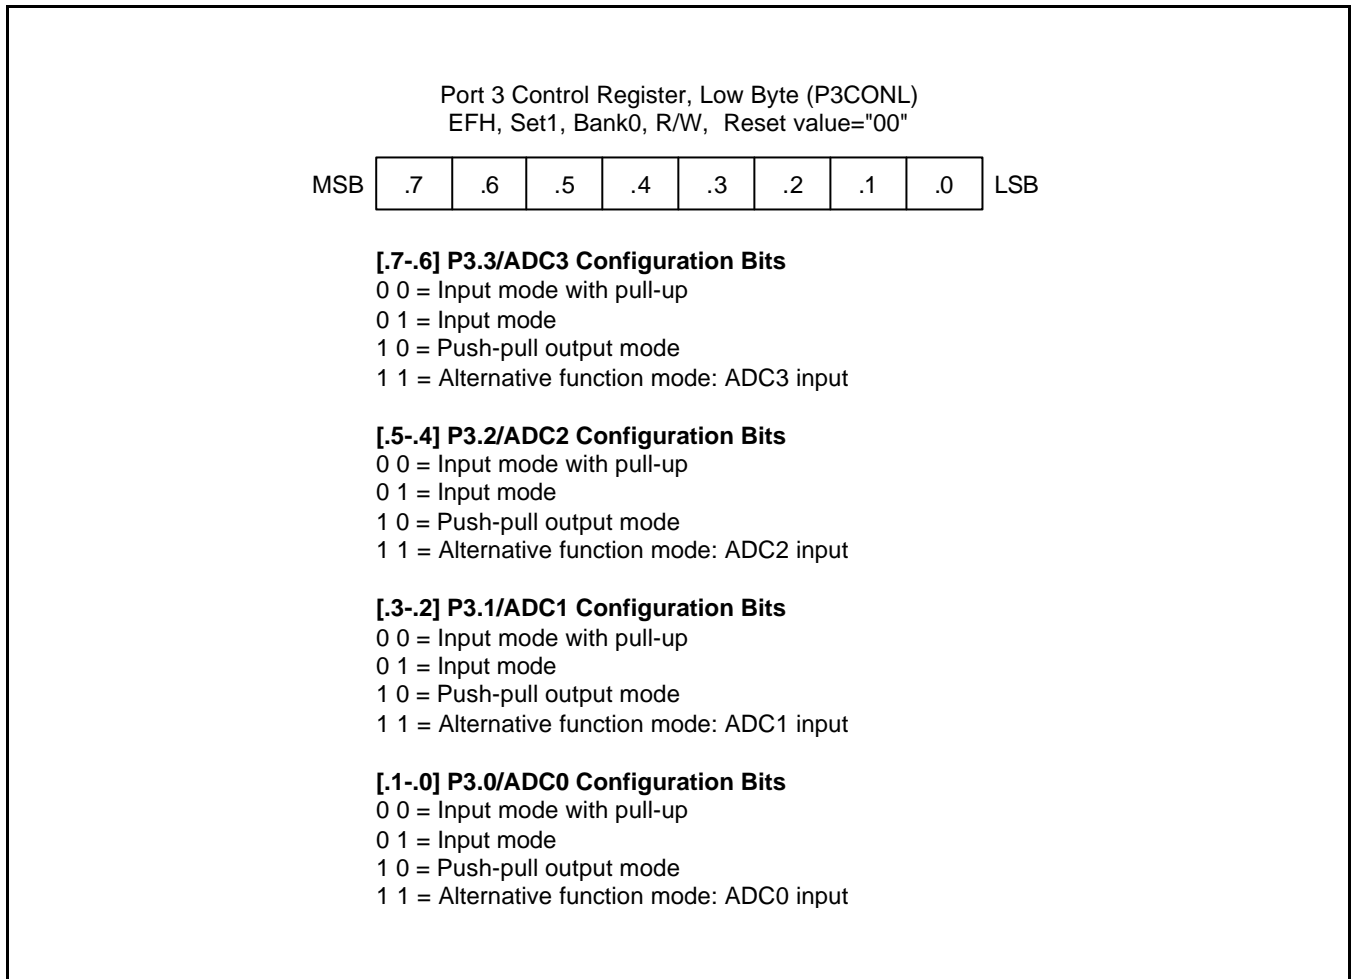 Port 3 Control Register, Low Byte (P3CONL)
EFH, Set1, Bank0, R/W, Reset value="00"
MSB .7 .6 .5 .4 .3 .2 .1 .0 LSB
[.7-.6] P3.3/ADC3 Configuration Bits
0 0 = Input mode with pull-up
0 1 = Input mode
1 0 = Push-pull output mode
1 1 = Alternative function mode: ADC3 input
[.5-.4] P3.2/ADC2 Configuration Bits
0 0 = Input mode with pull-up
0 1 = Input mode
1 0 = Push-pull output mode
1 1 = Alternative function mode: ADC2 input
[.3-.2] P3.1/ADC1 Configuration Bits
0 0 = Input mode with pull-up
0 1 = Input mode
1 0 = Push-pull output mode
1 1 = Alternative function mode: ADC1 input
[.1-.0] P3.0/ADC0 Configuration Bits
0 0 = Input mode with pull-up
0 1 = Input mode
1 0 = Push-pull output mode
1 1 = Alternative function mode: ADC0 input